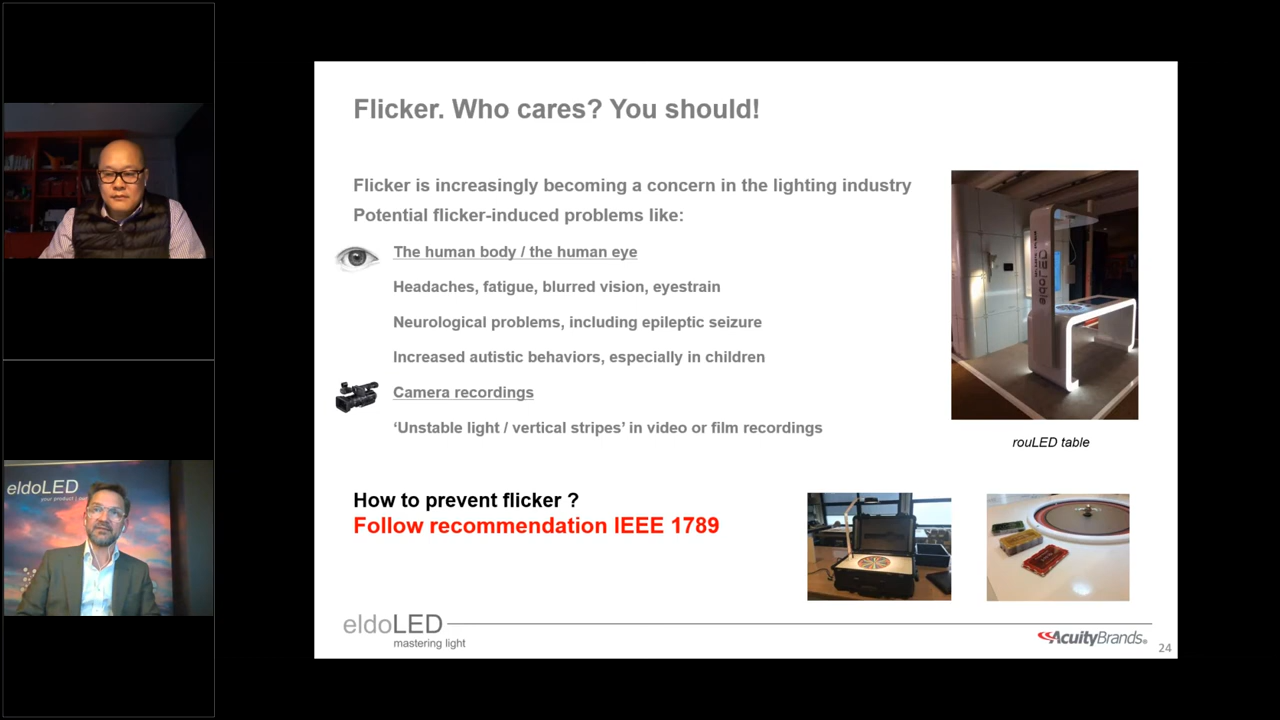 Flicker. Who cares? You should!
Flicker is increasingly becoming a concern in the lighting industry
Potential flicker-induced problems like:
The human body / the human eye
Headaches, fatigue, blurred vision, eyestrain
Neurological problems, including epileptic seizure
Increased autistic behaviors, especially in children
Camera recordings
‘Unstable light / vertical stripes’ in video or film recordings
rouLED table
How to prevent flicker ?
Follow recommendation IEEE 1789
eldoLED
mastering light
AcuityBrands
24
eldoLED
your product